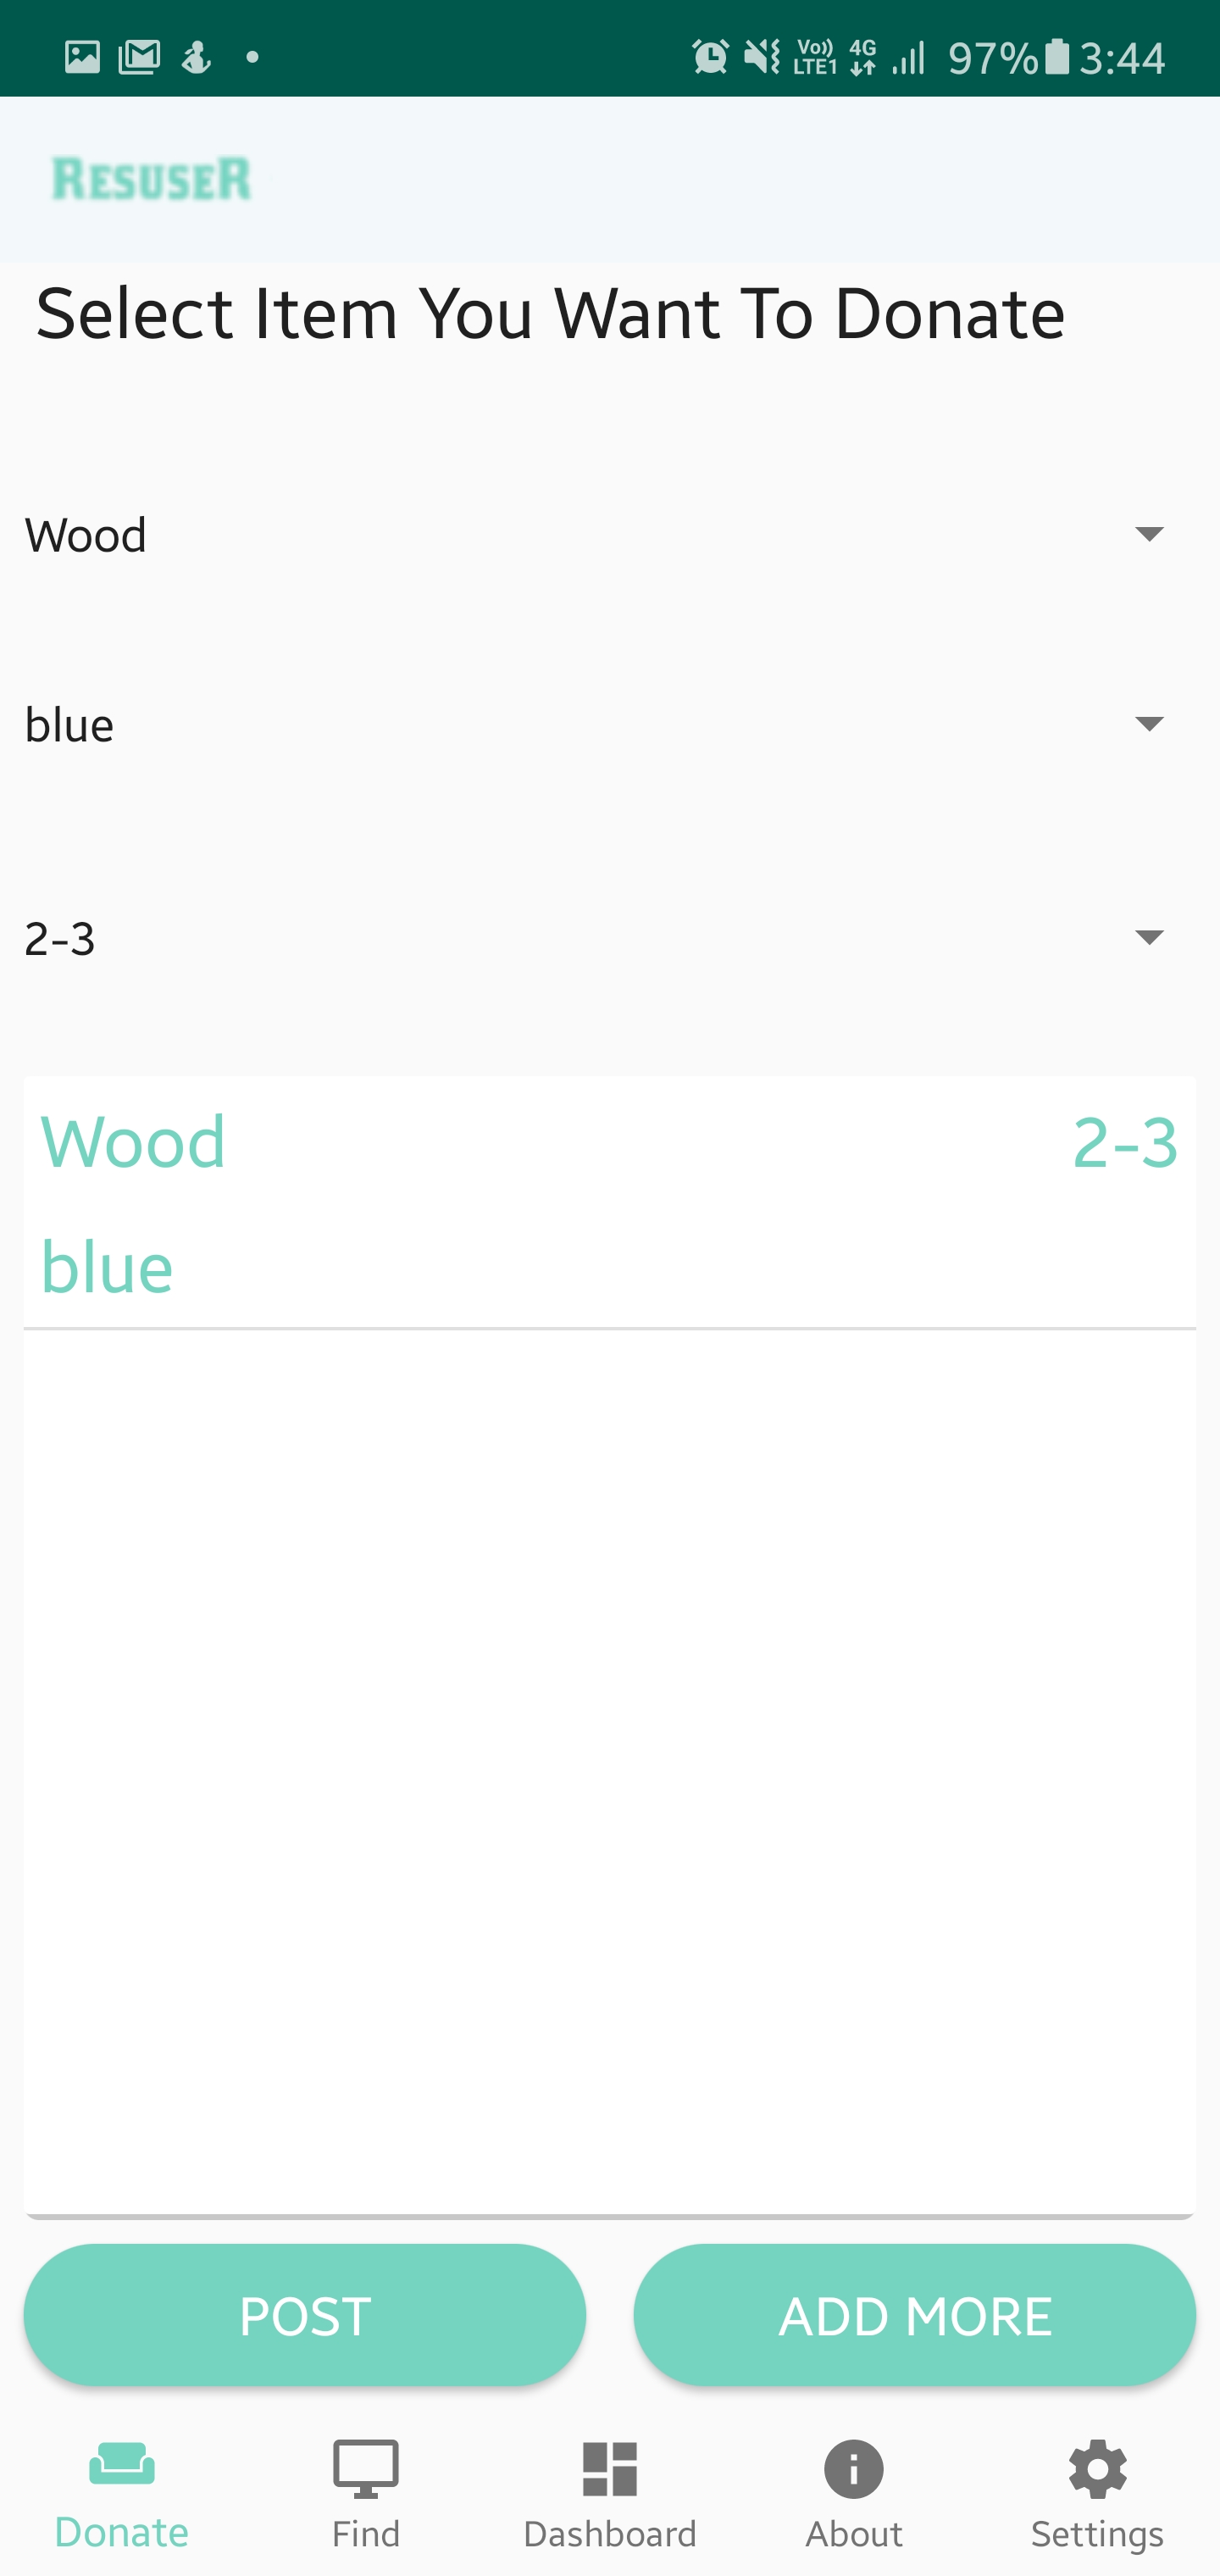 Vo)) 4G 97% 3:44
LTE1
ResuseR
Select Item You Want To Donate
Wood
blue
2-3
Wood 2-3
blue
POST ADD MORE
Donate Find Dashboard About Settings